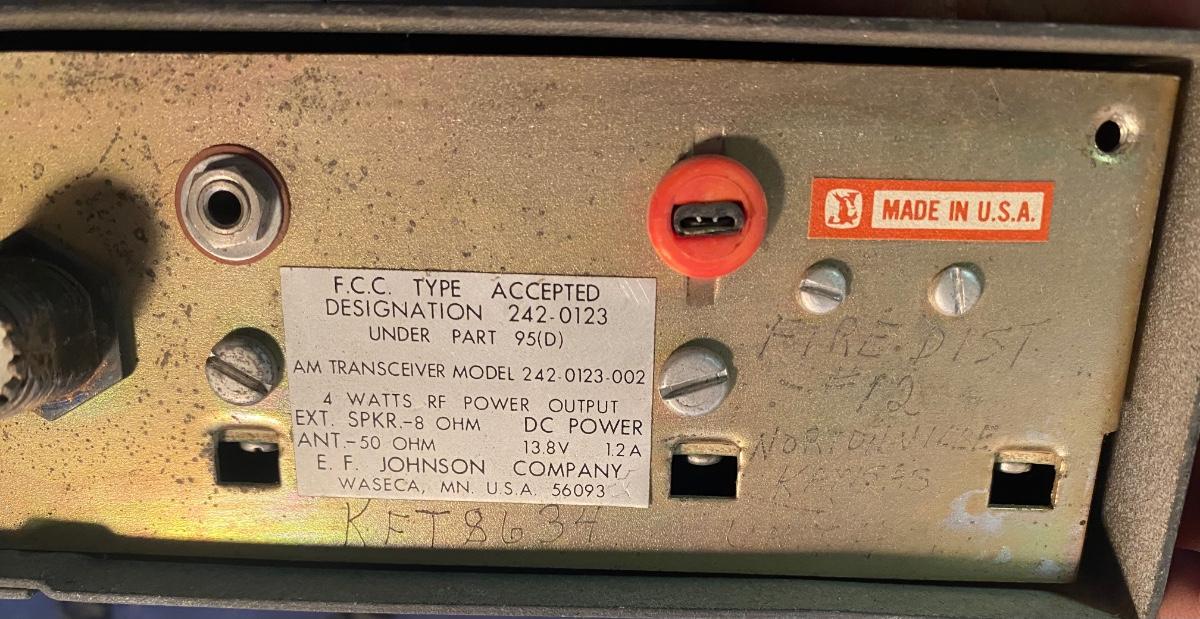 MADE IN U.S.A.
F.C.C. TYPE ACCEPTED
DESIGNATION 242-0123
UNDER PART 95(D)
AM TRANSCEIVER MODEL 242-0123-002
4 WATTS RF POWER OUTPUT
EXT. SPKR.-8 OHM DC POWER
ANT.-50 OHM 13.8V 1.2A
E. F. JOHNSON COMPANY
WASECA, MN. U.S.A. 56093
FIRE DIST
#12
NORTONVILLE
KFT8634